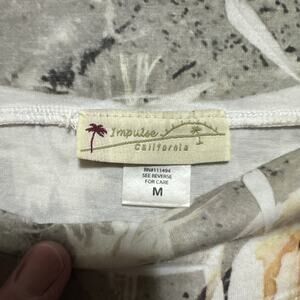 Impulse
California
RN#111494
SEE REVERSE
FOR CARE
M